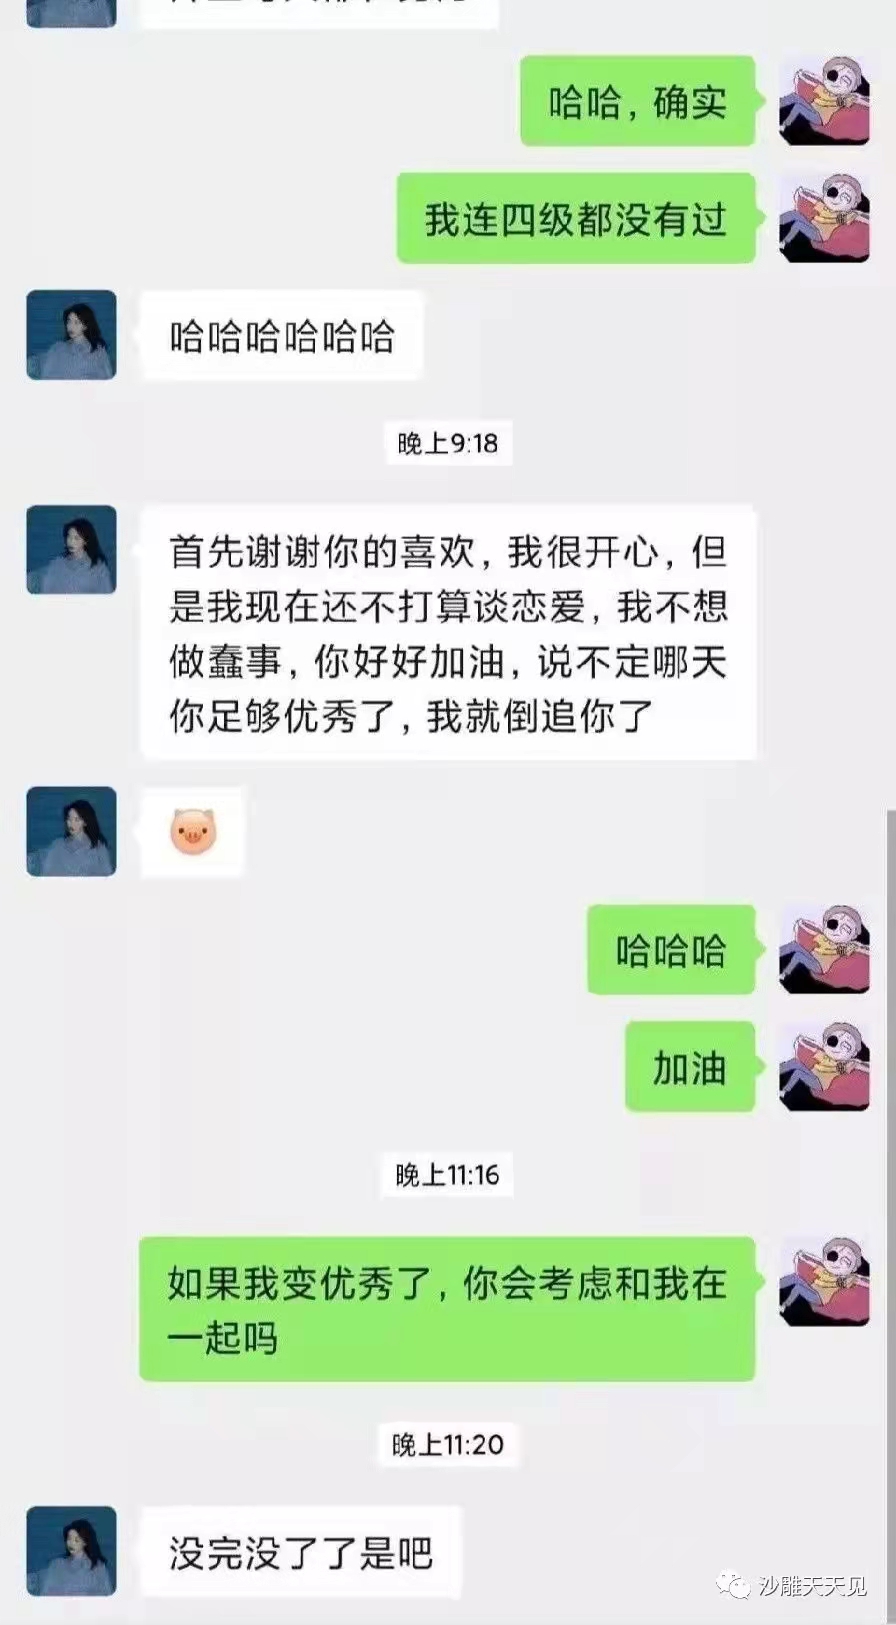 哈哈，确实
我连四级都没有过
哈哈哈哈哈哈
晚上9:18
首先谢谢你的喜欢，我很开心，但
是我现在还不打算谈恋爱，我不想
做蠢事，你好好加油，说不定哪天
你足够优秀了，我就倒追你了
哈哈哈
加油
晚上11:16
如果我变优秀了，你会考虑和我在
一起吗
晚上11:20
没完没了了是吧
沙雕天天见